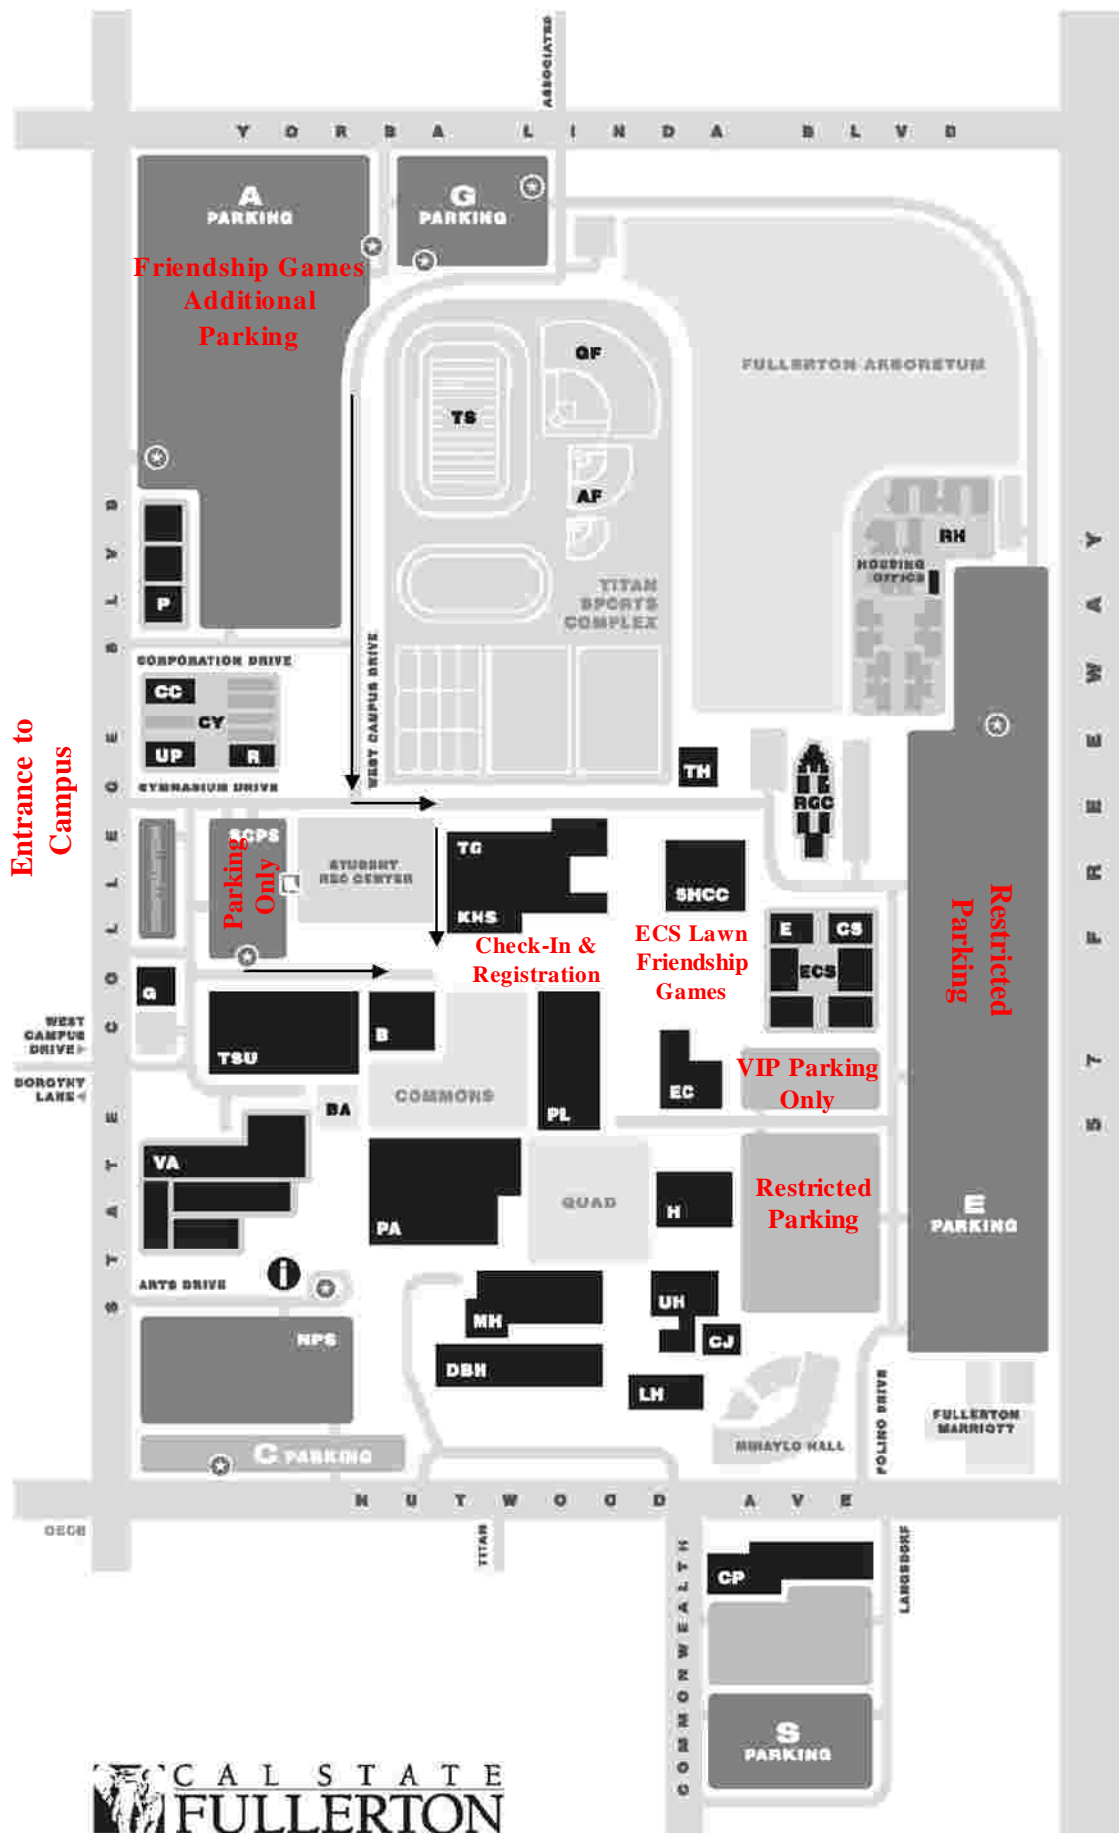 ASSOCIATED
YORBA LINDA BLVD
A
PARKING
G
PARKING
Friendship Games
Additional
Parking
GF
TS
AF
FULLERTON ARBORETUM
RH
HOUSING
OFFICE
TITAN
SPORTS
COMPLEX
P
CORPORATION DRIVE
CC
CY
UP
R
GYMNASIUM DRIVE
WEST CAMPUS DRIVE
Entrance to
Campus
STATE COLLEGE BLVD
57 FREEWAY
TH
RGC
SCPS
Parking
Only
STUDENT
REC CENTER
TG
KHS
SHCC
Check-In &
Registration
ECS Lawn
Friendship
Games
E
CS
ECS
Restricted
Parking
G
WEST
CAMPUS
DRIVE
DOROTHY
LANE
TSU
B
COMMONS
PL
EC
VIP Parking
Only
BA
VA
PA
QUAD
H
Restricted
Parking
E
PARKING
ARTS DRIVE
i
NPS
MH
UH
CJ
DBH
LH
MIHAYLO HALL
FOLINO DRIVE
FULLERTON
MARRIOTT
C PARKING
NUTWOOD AVE
TITAN
COMMONWEALTH
LANGSDORF
CP
S
PARKING
CAL STATE
FULLERTON